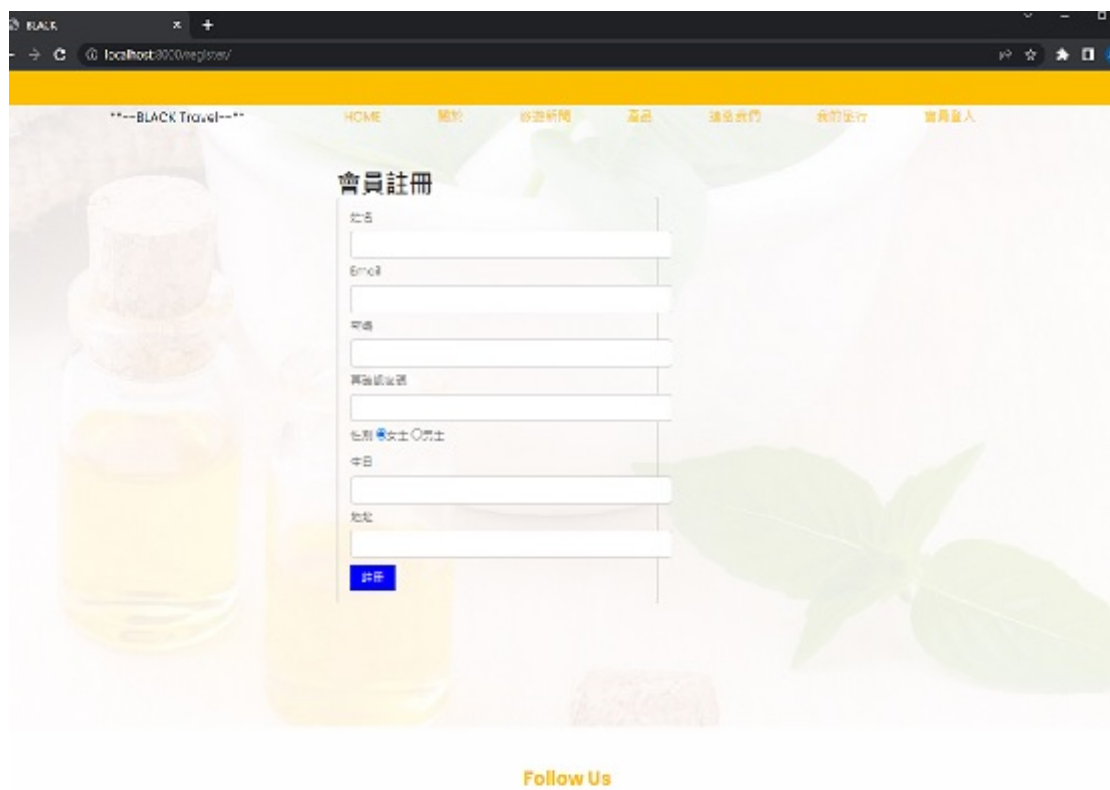 BLACK
localhost:8000/register/
**--BLACK Travel--** HOME 關於 旅遊新聞 產品 連絡我們 我的旅行 會員登入
會員註冊
姓名
Email
密碼
再確認密碼
性別 女士 男士
生日
地址
註冊
Follow Us